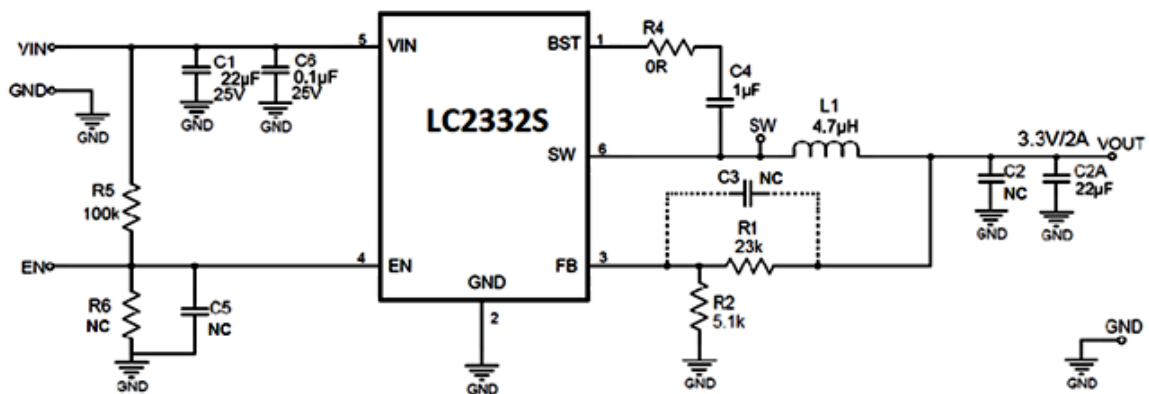 VIN
GND
GND
C1
22μF
25V
GND
C6
0.1μF
25V
GND
5
VIN
BST
1
R4
0R
C4
1μF
LC2332S
SW
6
SW
L1
4.7μH
3.3V/2A
VOUT
C2
NC
GND
C2A
22μF
GND
C3
NC
R1
23k
R5
100k
EN
4
EN
FB
3
GND
2
GND
R2
5.1k
GND
R6
NC
C5
NC
GND
GND
GND